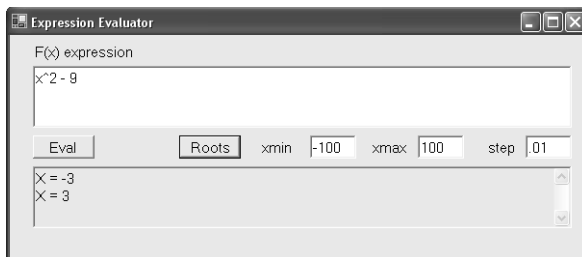 Expression Evaluator
F(x) expression
x^2 - 9
Eval Roots xmin -100 xmax 100 step .01
X = -3
X = 3